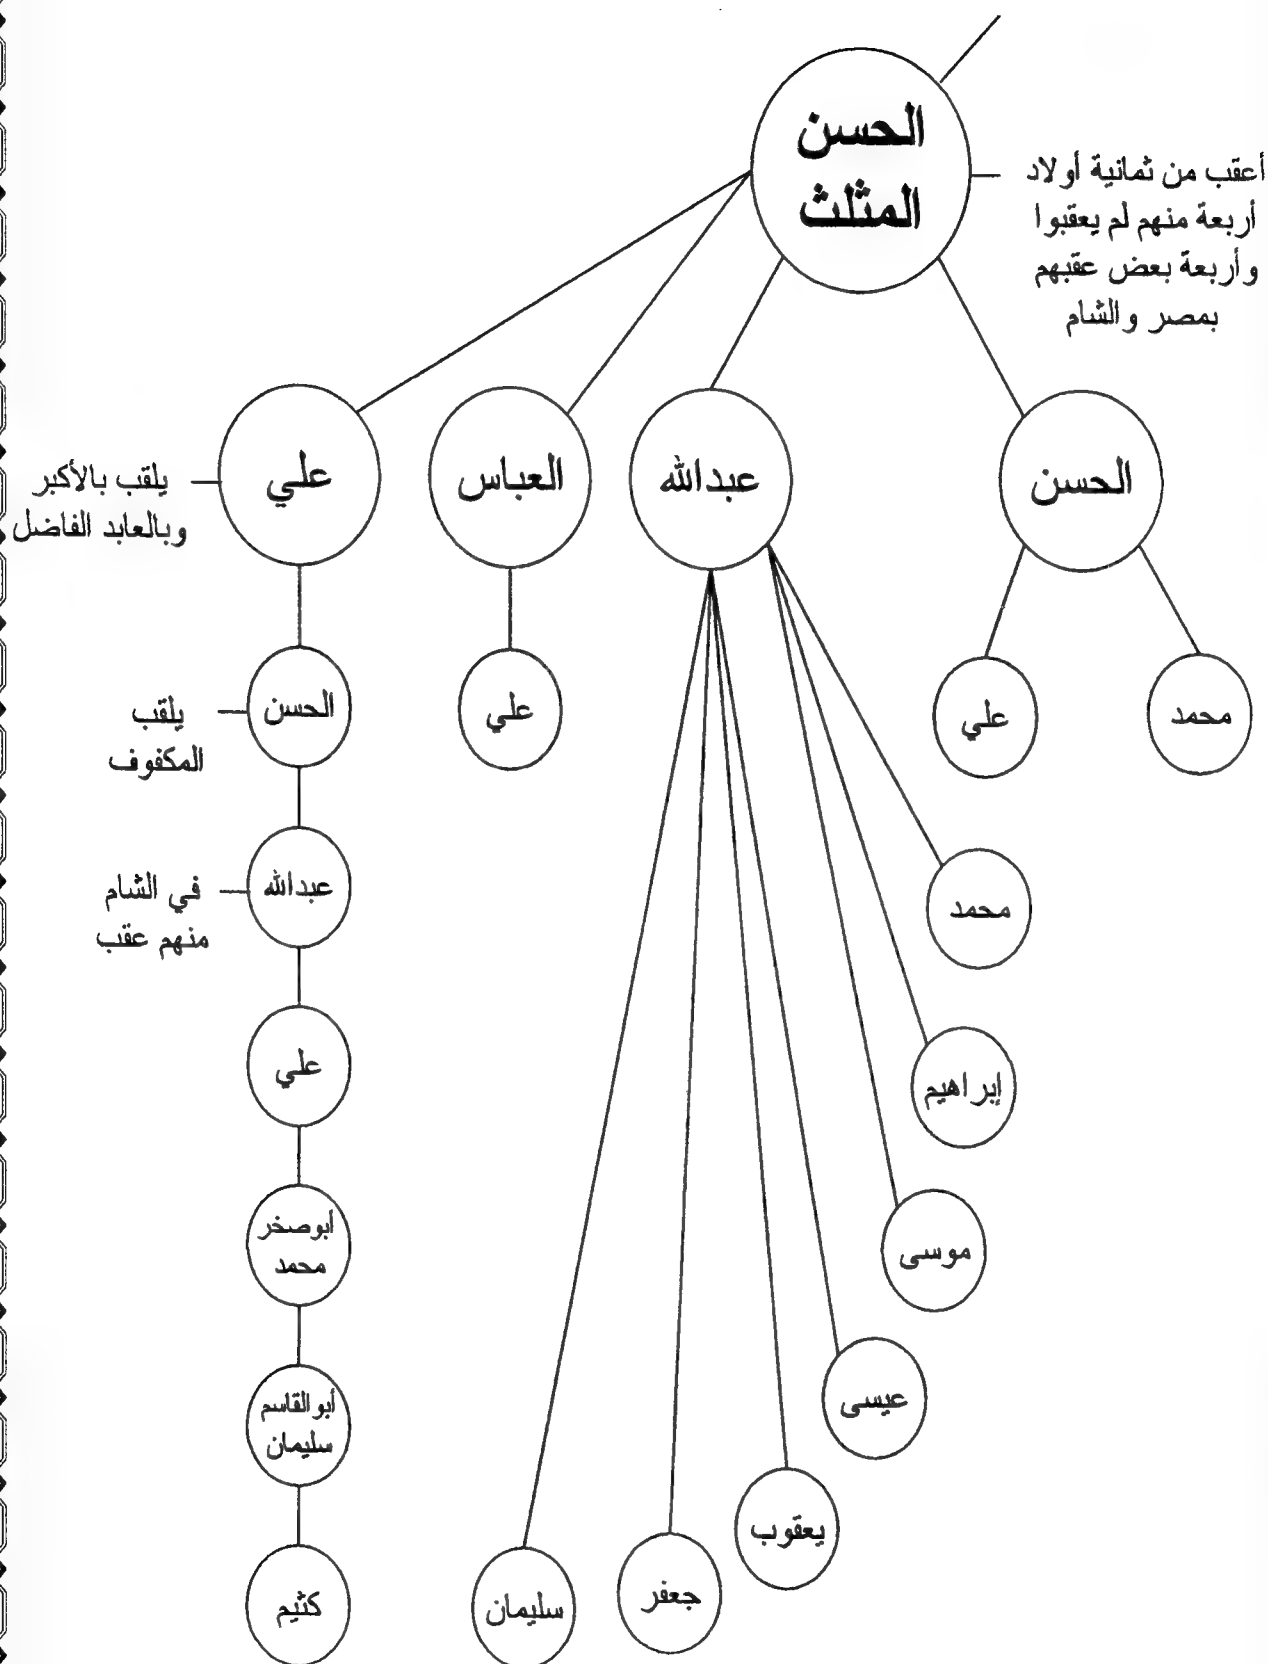 الحسن
المثلث
أعقب من ثمانية أولاد
أربعة منهم لم يعقبوا
وأربعة بعض عقبهم
بمصر والشام
الحسن
عبدالله
العباس
علي
يلقب بالأكبر
وبالعابد الفاضل
محمد
علي
علي
الحسن
يلقب
المكفوف
محمد
عبدالله
في الشام
منهم عقب
إبراهيم
علي
موسى
أبوصخر
محمد
عيسى
أبوالقاسم
سليمان
يعقوب
جعفر
سليمان
كثيم